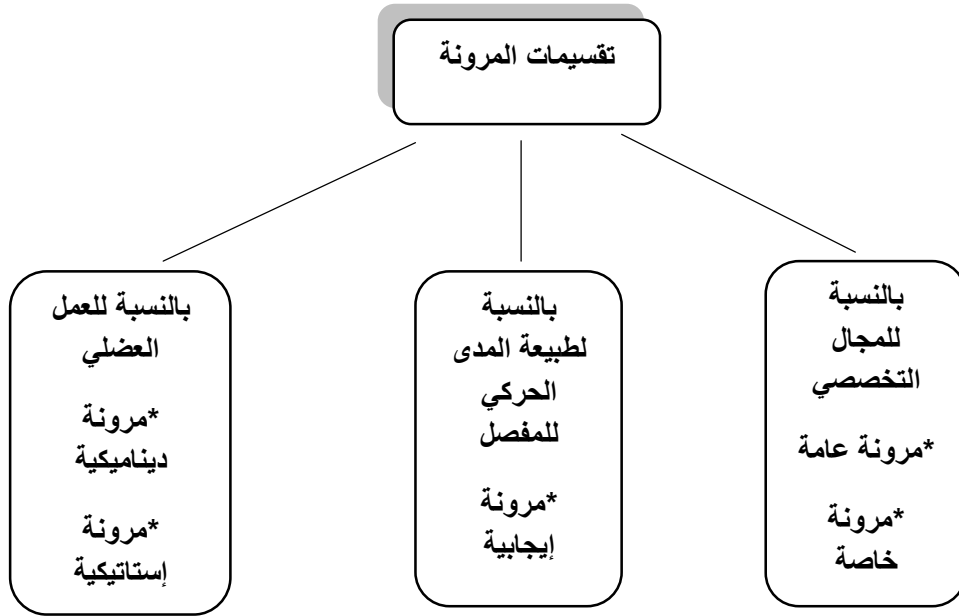 تقسيمات المرونة
بالنسبة
للمجال
التخصصي
*مرونة عامة
*مرونة
خاصة
بالنسبة
لطبيعة المدى
الحركي
للمفصل
*مرونة
إيجابية
بالنسبة للعمل
العضلي
*مرونة
ديناميكية
*مرونة
إستاتيكية